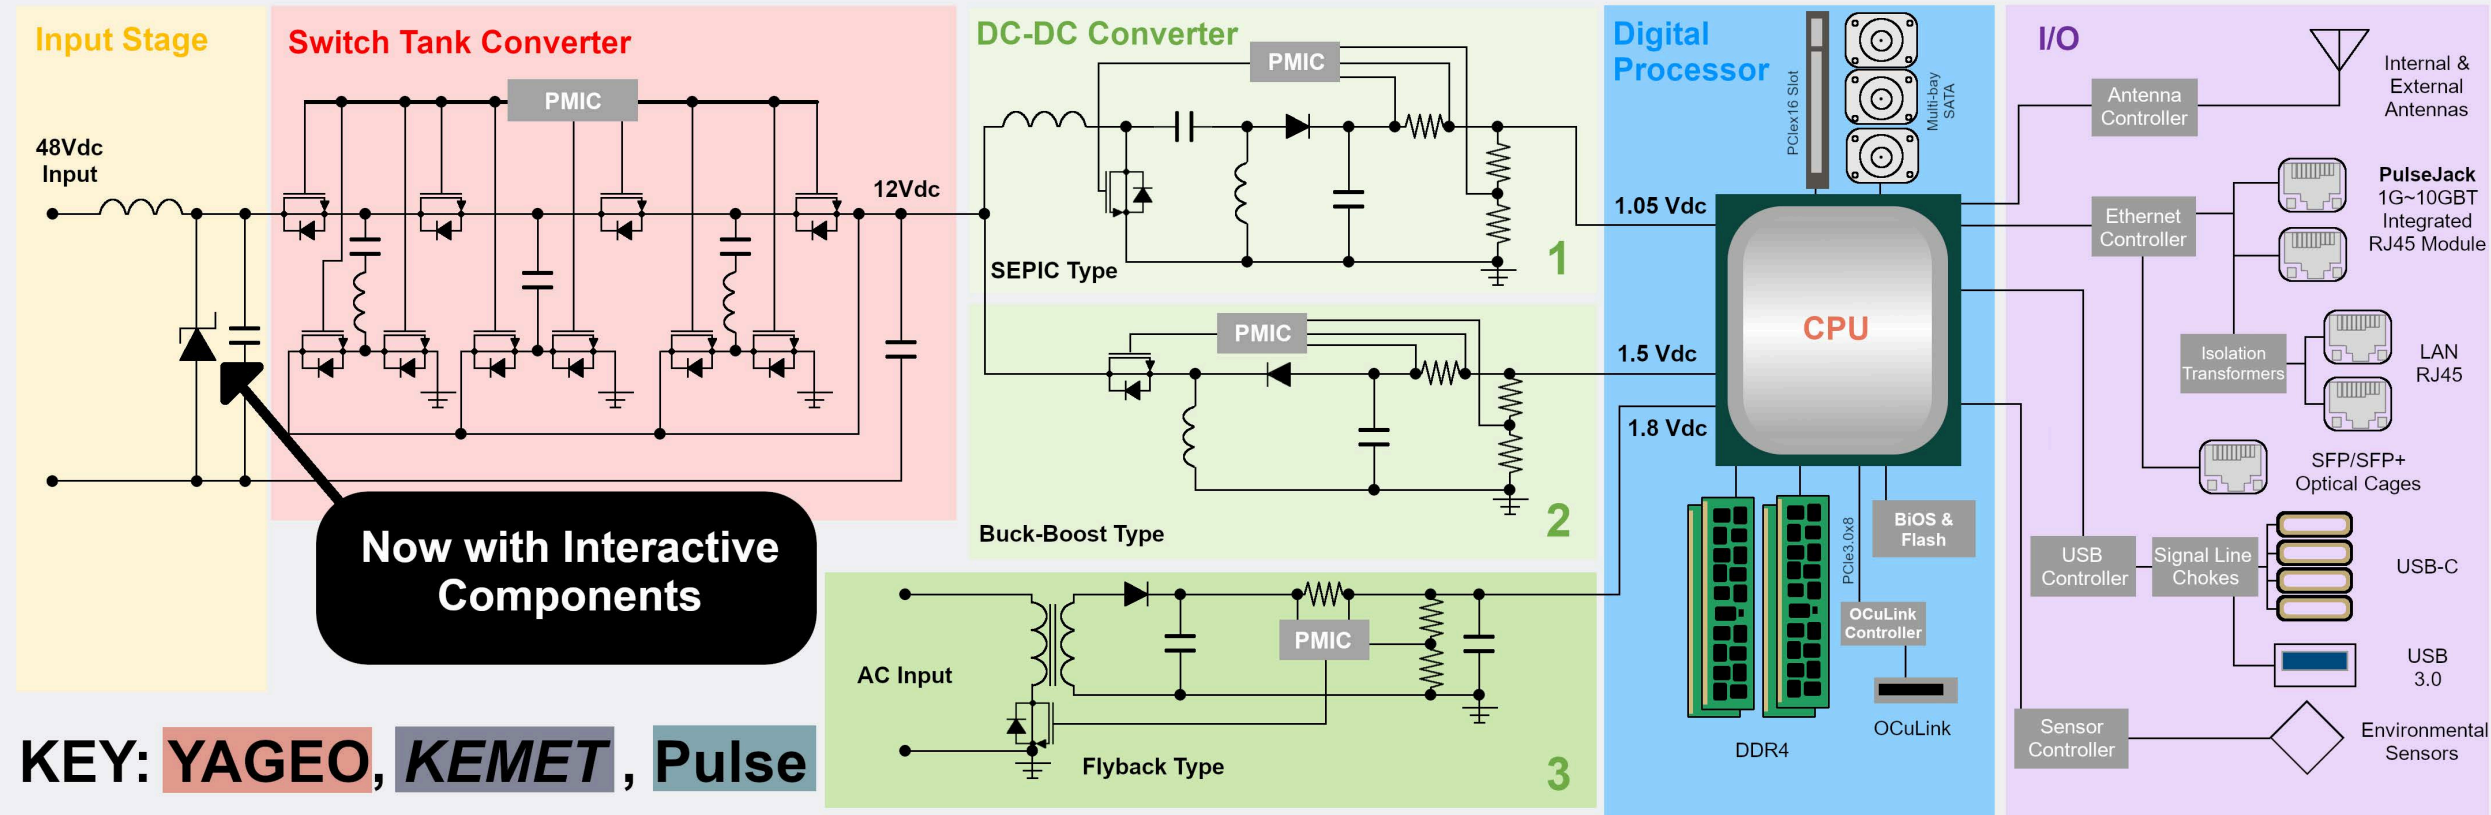 Input Stage
48Vdc
Input
Switch Tank Converter
PMIC
12Vdc
Now with Interactive
Components
KEY: YAGEO, KEMET, Pulse
DC-DC Converter
PMIC
SEPIC Type
1
PMIC
Buck-Boost Type
2
AC Input
PMIC
Flyback Type
3
Digital
Processor
PCIex16 Slot
Multi-bay
SATA
1.05 Vdc
1.5 Vdc
1.8 Vdc
CPU
PCIe3.0x8
BiOS &
Flash
OCuLink
Controller
OCuLink
DDR4
I/O
Antenna
Controller
Internal &
External
Antennas
Ethernet
Controller
PulseJack
1G~10GBT
Integrated
RJ45 Module
Isolation
Transformers
LAN
RJ45
SFP/SFP+
Optical Cages
USB
Controller
Signal Line
Chokes
USB-C
USB
3.0
Sensor
Controller
Environmental
Sensors